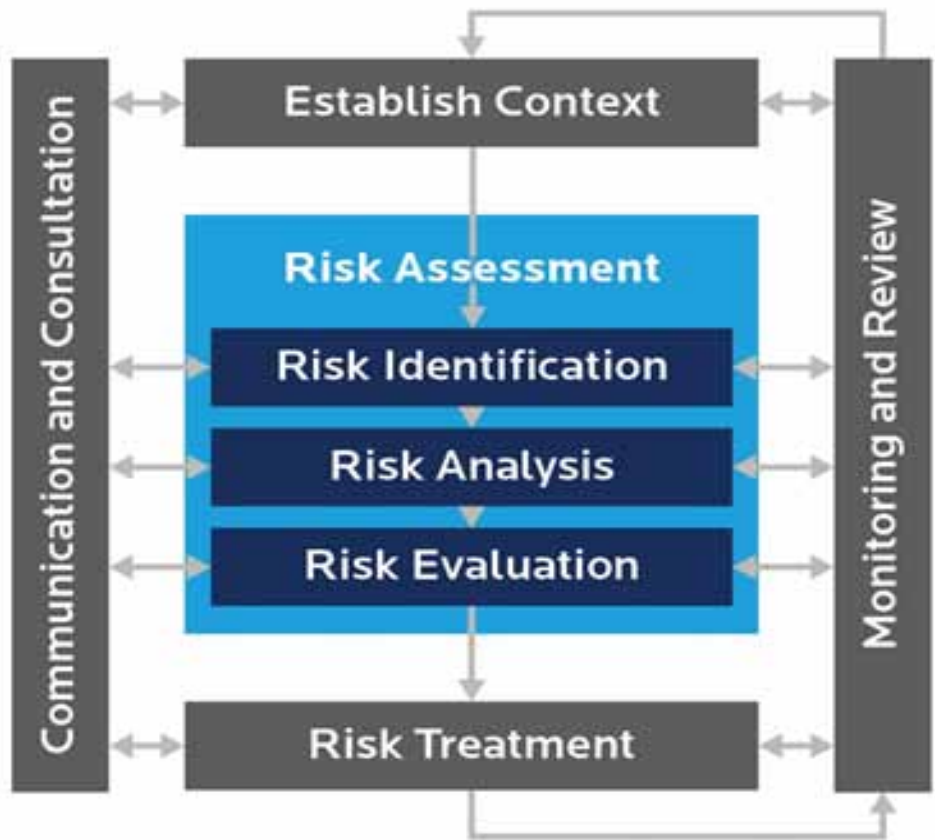 Establish Context
Communication and Consultation
Risk Assessment
Risk Identification
Risk Analysis
Risk Evaluation
Monitoring and Review
Risk Treatment